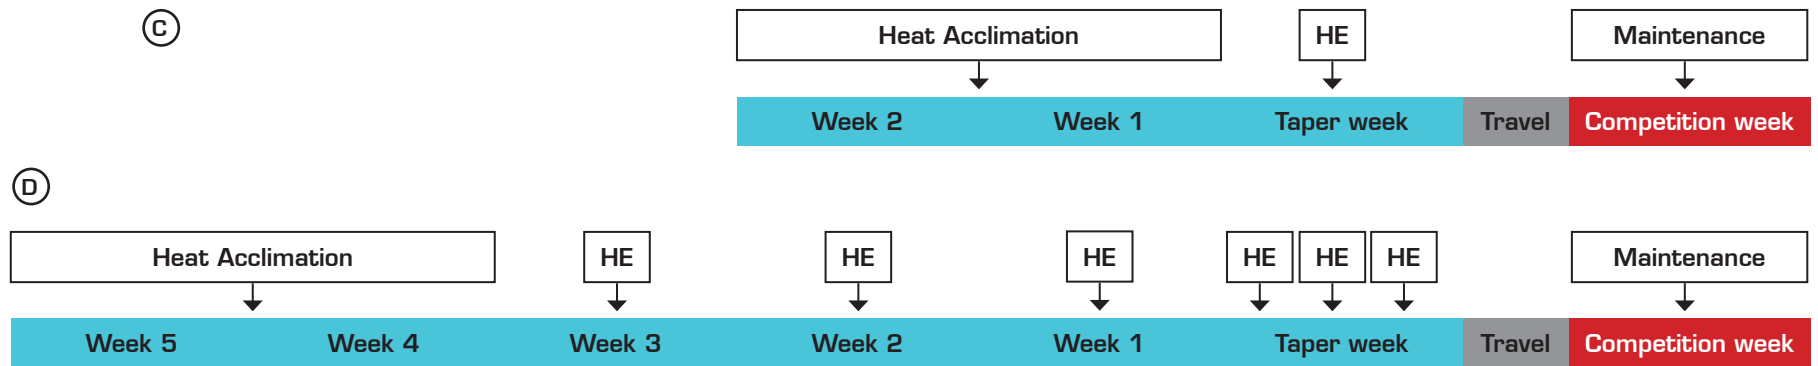 C
Heat Acclimation HE Maintenance
Week 2 Week 1 Taper week Travel Competition week
D
Heat Acclimation HE HE HE HE HE HE Maintenance
Week 5 Week 4 Week 3 Week 2 Week 1 Taper week Travel Competition week